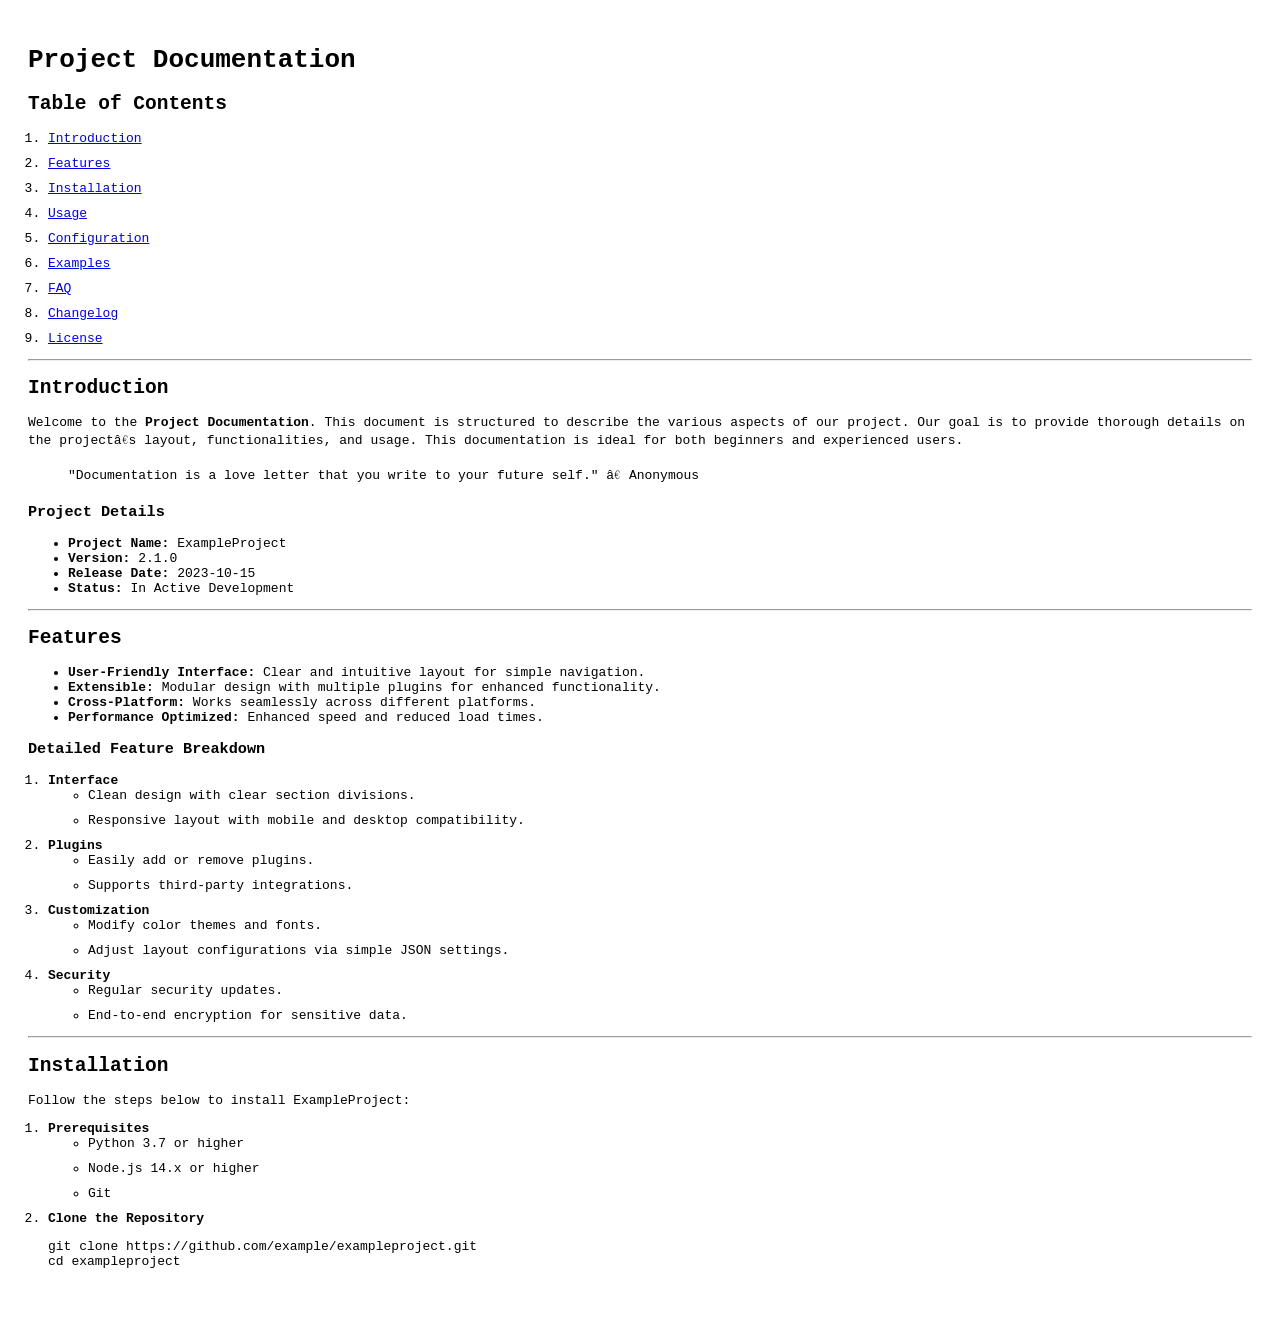 Project Documentation
Table of Contents
1. Introduction
2. Features
3. Installation
4. Usage
5. Configuration
6. Examples
7. FAQ
8. Changelog
9. License
Introduction
Welcome to the Project Documentation. This document is structured to describe the various aspects of our project. Our goal is to provide thorough details on
the projectâ€s layout, functionalities, and usage. This documentation is ideal for both beginners and experienced users.
"Documentation is a love letter that you write to your future self." â€ Anonymous
Project Details
• Project Name: ExampleProject
• Version: 2.1.0
• Release Date: 2023-10-15
• Status: In Active Development
Features
• User-Friendly Interface: Clear and intuitive layout for simple navigation.
• Extensible: Modular design with multiple plugins for enhanced functionality.
• Cross-Platform: Works seamlessly across different platforms.
• Performance Optimized: Enhanced speed and reduced load times.
Detailed Feature Breakdown
1. Interface
◦ Clean design with clear section divisions.
◦ Responsive layout with mobile and desktop compatibility.
2. Plugins
◦ Easily add or remove plugins.
◦ Supports third-party integrations.
3. Customization
◦ Modify color themes and fonts.
◦ Adjust layout configurations via simple JSON settings.
4. Security
◦ Regular security updates.
◦ End-to-end encryption for sensitive data.
Installation
Follow the steps below to install ExampleProject:
1. Prerequisites
◦ Python 3.7 or higher
◦ Node.js 14.x or higher
◦ Git
2. Clone the Repository
git clone https://github.com/example/exampleproject.git
cd exampleproject